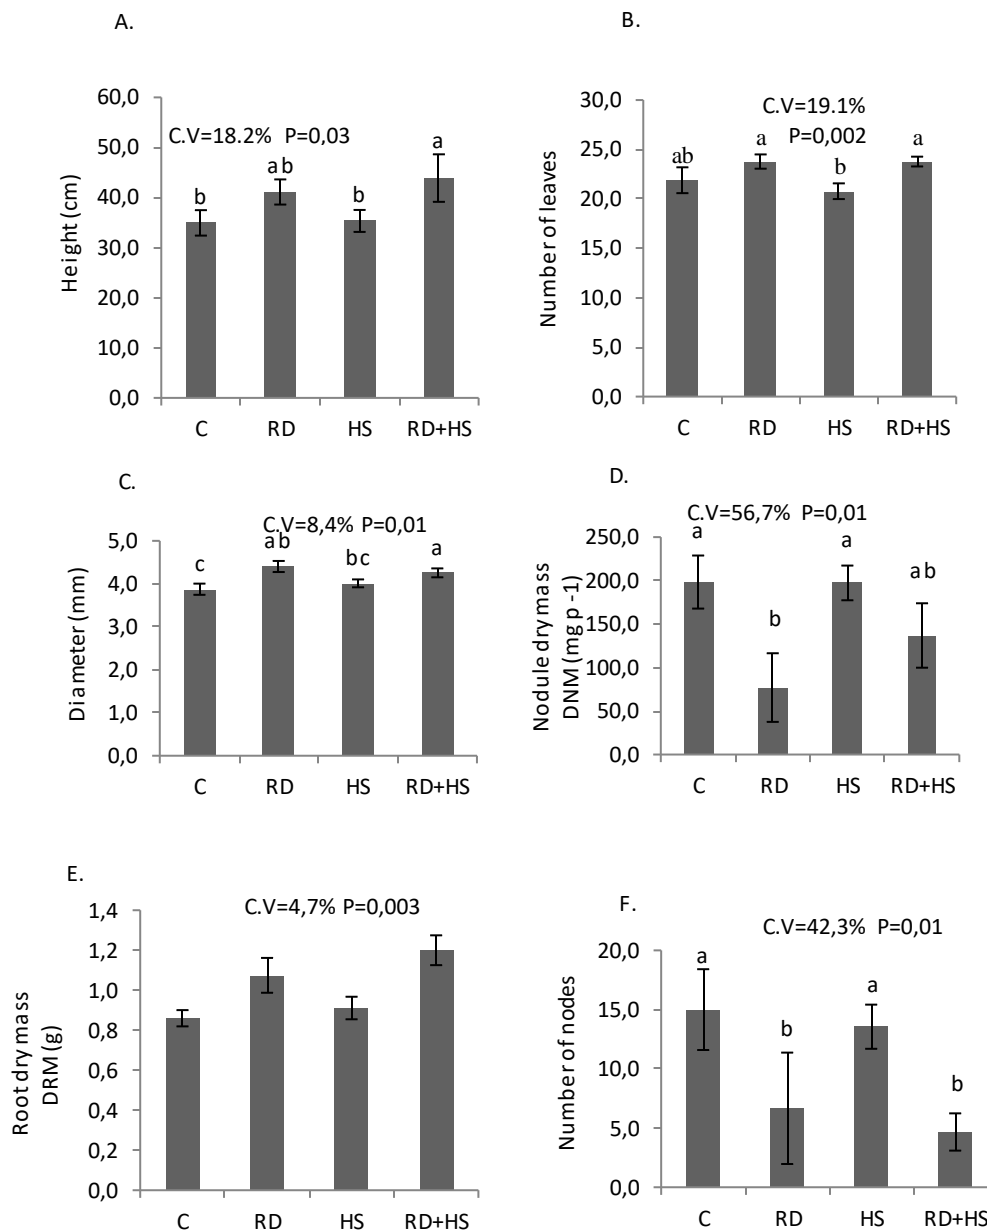 A.
60,0
50,0
40,0
30,0
20,0
10,0
0,0
Height (cm)
C.V=18.2% P=0,03
b
ab
b
a
C RD HS RD+HS
B.
30,0
25,0
20,0
15,0
10,0
5,0
0,0
Number of leaves
C.V=19.1%
P=0,002
ab
a
b
a
C RD HS RD+HS
C.
5,0
4,0
3,0
2,0
1,0
0,0
Diameter (mm)
C.V=8,4% P=0,01
c
ab
bc
a
C RD HS RD+HS
D.
250,0
200,0
150,0
100,0
50,0
0,0
Nodule dry mass
DNM (mg p -1)
C.V=56,7% P=0,01
a
b
a
ab
C RD HS RD+HS
E.
1,4
1,2
1,0
0,8
0,6
0,4
0,2
0,0
Root dry mass
DRM (g)
C.V=4,7% P=0,003
C RD HS RD+HS
F.
20,0
15,0
10,0
5,0
0,0
Number of nodes
C.V=42,3% P=0,01
a
b
a
b
C RD HS RD+HS